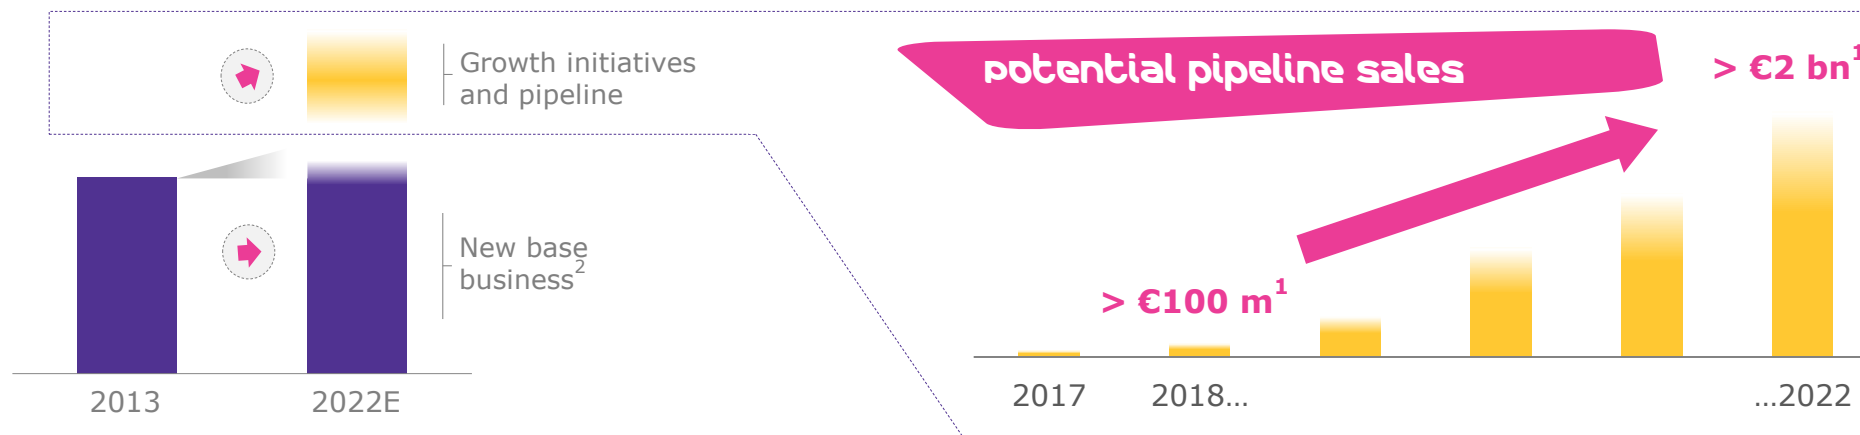 Growth initiatives
and pipeline
New base
business²
2013
2022E
potential pipeline sales
> €2 bn¹
> €100 m¹
2017
2018…
…2022